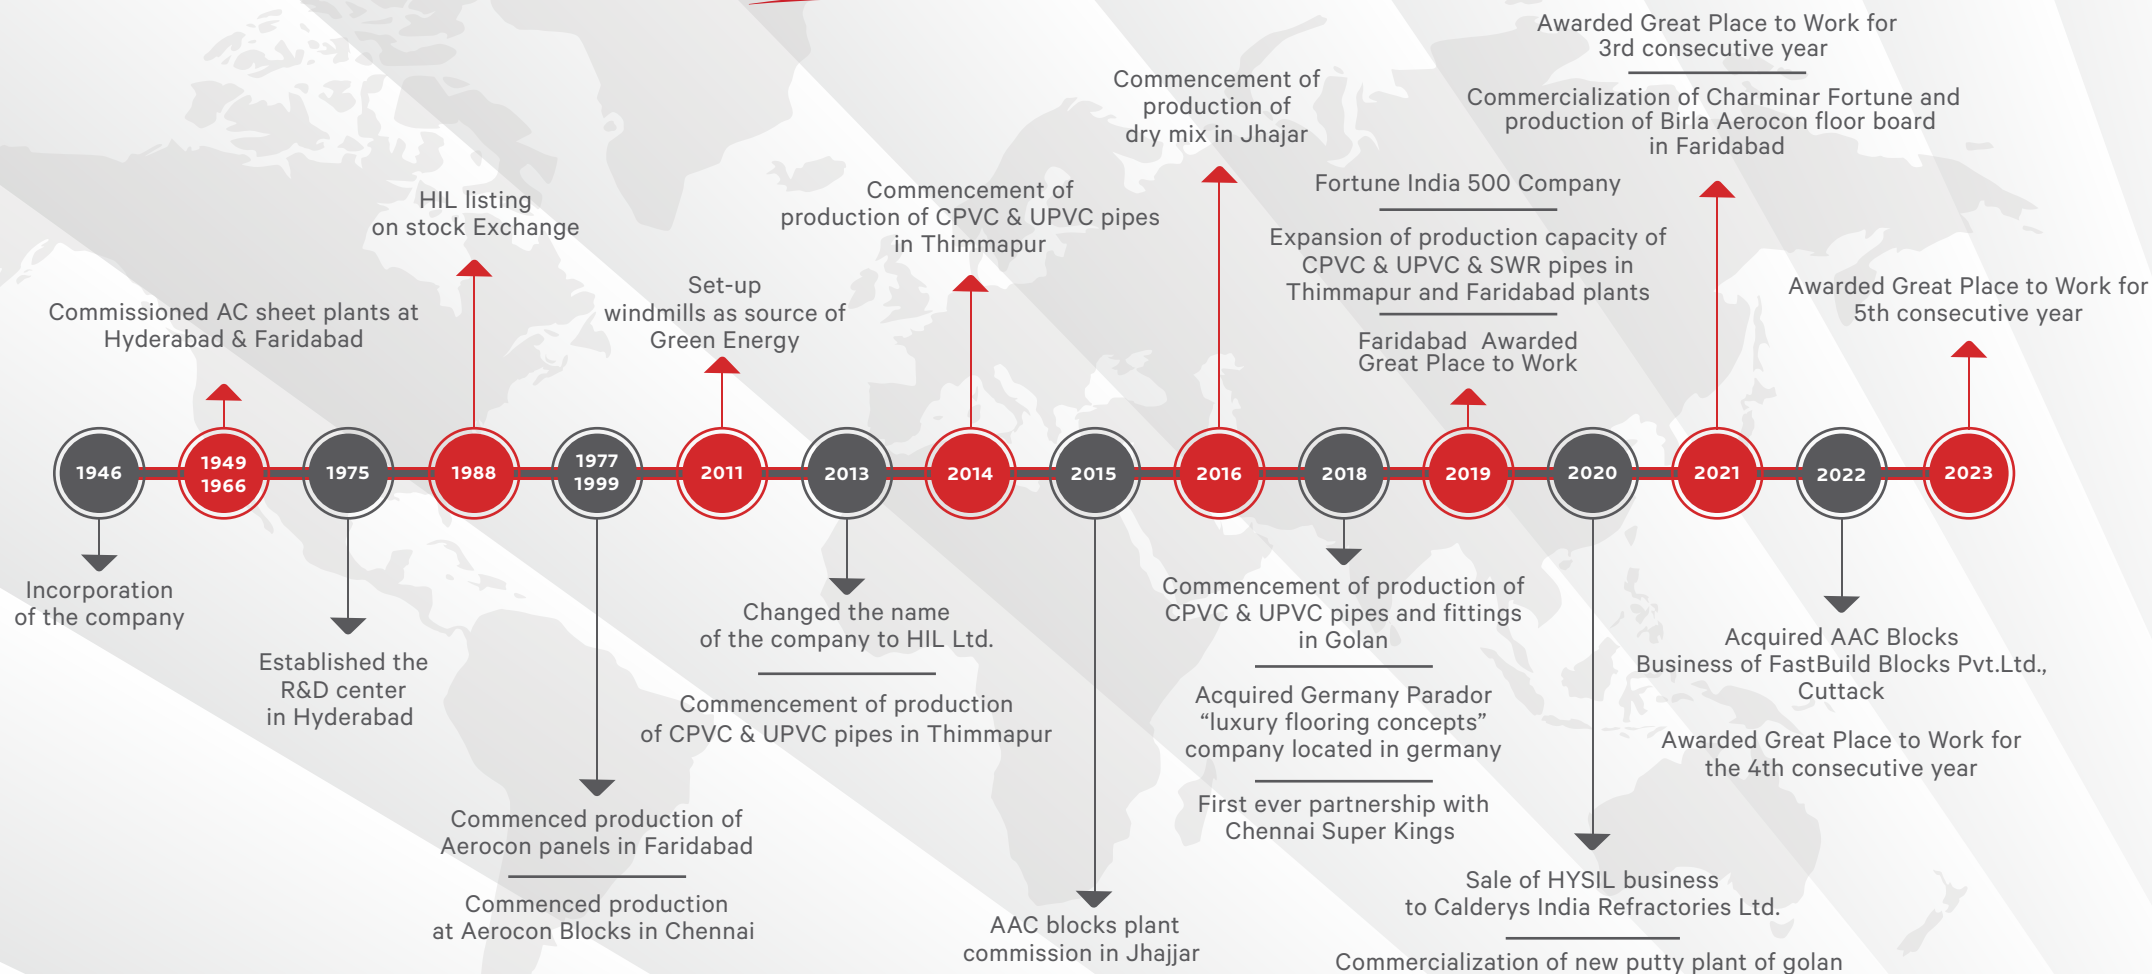 Awarded Great Place to Work for
3rd consecutive year
Commercialization of Charminar Fortune and
production of Birla Aerocon floor board
in Faridabad
Commencement of
production of
dry mix in Jhajar
Fortune India 500 Company
Expansion of production capacity of
CPVC & UPVC & SWR pipes in
Thimmapur and Faridabad plants
Faridabad Awarded
Great Place to Work
Commencement of
production of CPVC & UPVC pipes
in Thimmapur
HIL listing
on stock Exchange
Set-up
windmills as source of
Green Energy
Commissioned AC sheet plants at
Hyderabad & Faridabad
Awarded Great Place to Work for
5th consecutive year
1946
1949
1966
1975
1988
1977
1999
2011
2013
2014
2015
2016
2018
2019
2020
2021
2022
2023
Incorporation
of the company
Established the
R&D center
in Hyderabad
Commenced production of
Aerocon panels in Faridabad
Commenced production
at Aerocon Blocks in Chennai
Changed the name
of the company to HIL Ltd.
Commencement of production
of CPVC & UPVC pipes in Thimmapur
AAC blocks plant
commission in Jhajjar
Commencement of production of
CPVC & UPVC pipes and fittings
in Golan
Acquired Germany Parador
“luxury flooring concepts”
company located in germany
First ever partnership with
Chennai Super Kings
Sale of HYSIL business
to Calderys India Refractories Ltd.
Commercialization of new putty plant of golan
Acquired AAC Blocks
Business of FastBuild Blocks Pvt.Ltd.,
Cuttack
Awarded Great Place to Work for
the 4th consecutive year